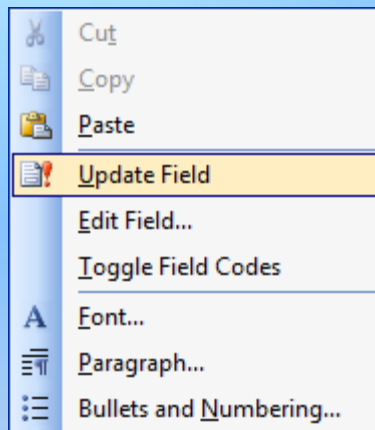 Cut
Copy
Paste
Update Field
Edit Field...
Toggle Field Codes
Font...
Paragraph...
Bullets and Numbering...